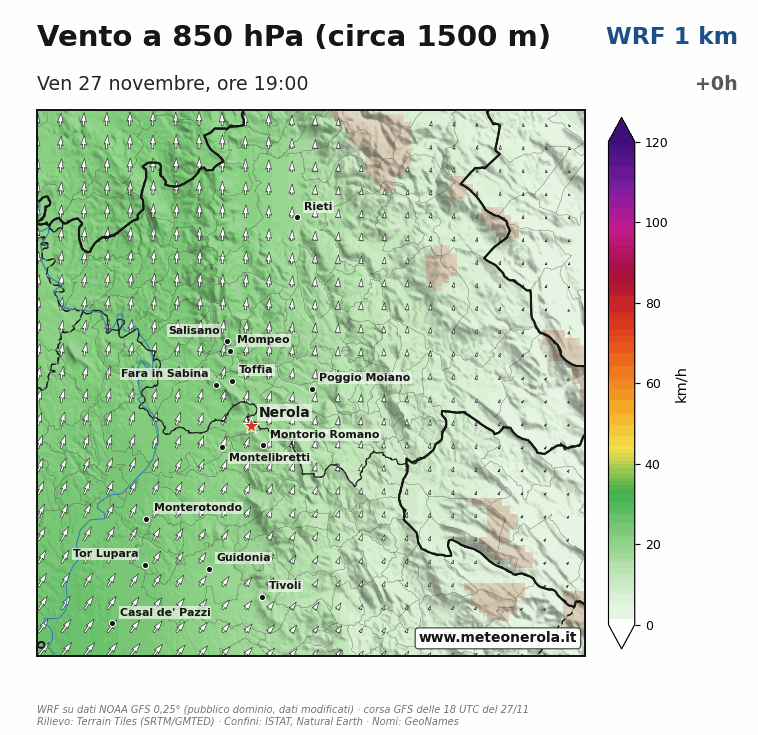 Vento a 850 hPa (circa 1500 m)
WRF 1 km
Ven 27 novembre, ore 19:00
+0h
Rieti
Salisano
Mompeo
Fara in Sabina
Toffia
Poggio Moiano
Nerola
Montorio Romano
Montelibretti
Monterotondo
Tor Lupara
Guidonia
Tivoli
Casal de' Pazzi
www.meteonerola.it
120
100
80
60
40
20
0
km/h
WRF su dati NOAA GFS 0,25° (pubblico dominio, dati modificati) · corsa GFS delle 18 UTC del 27/11
Rilievo: Terrain Tiles (SRTM/GMTED) · Confini: ISTAT, Natural Earth · Nomi: GeoNames